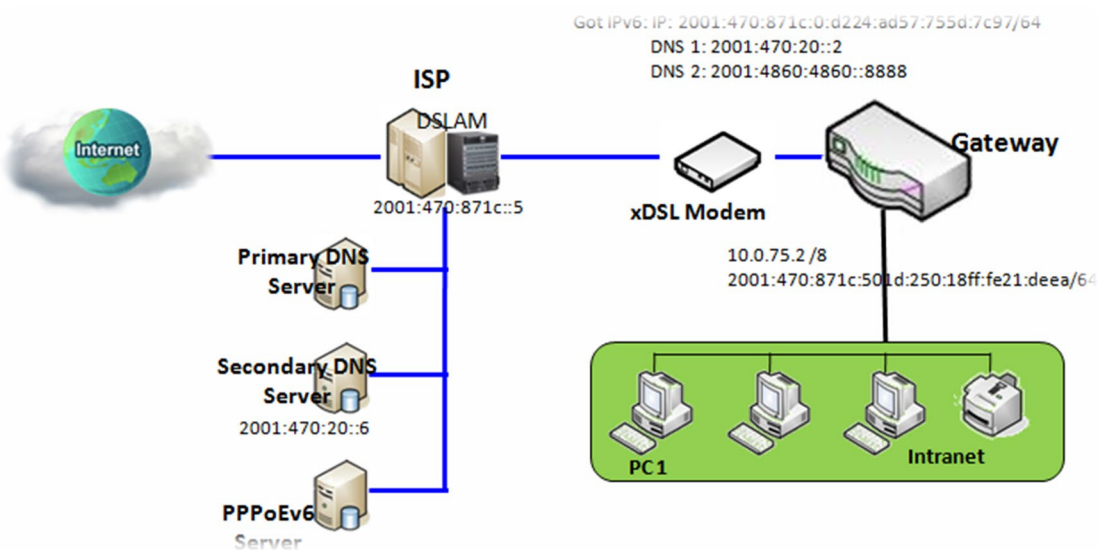 Got IPv6: IP: 2001:470:871c:0:d224:ad57:755d:7c97/64
DNS 1: 2001:470:20::2
DNS 2: 2001:4860:4860::8888
ISP
DSLAM
Internet
Gateway
2001:470:871c::5
xDSL Modem
Primary DNS
Server
10.0.75.2 /8
2001:470:871c:501d:250:18ff:fe21:deea/64
Secondary DNS
Server
2001:470:20::6
PC1
Intranet
PPPoEv6
Server